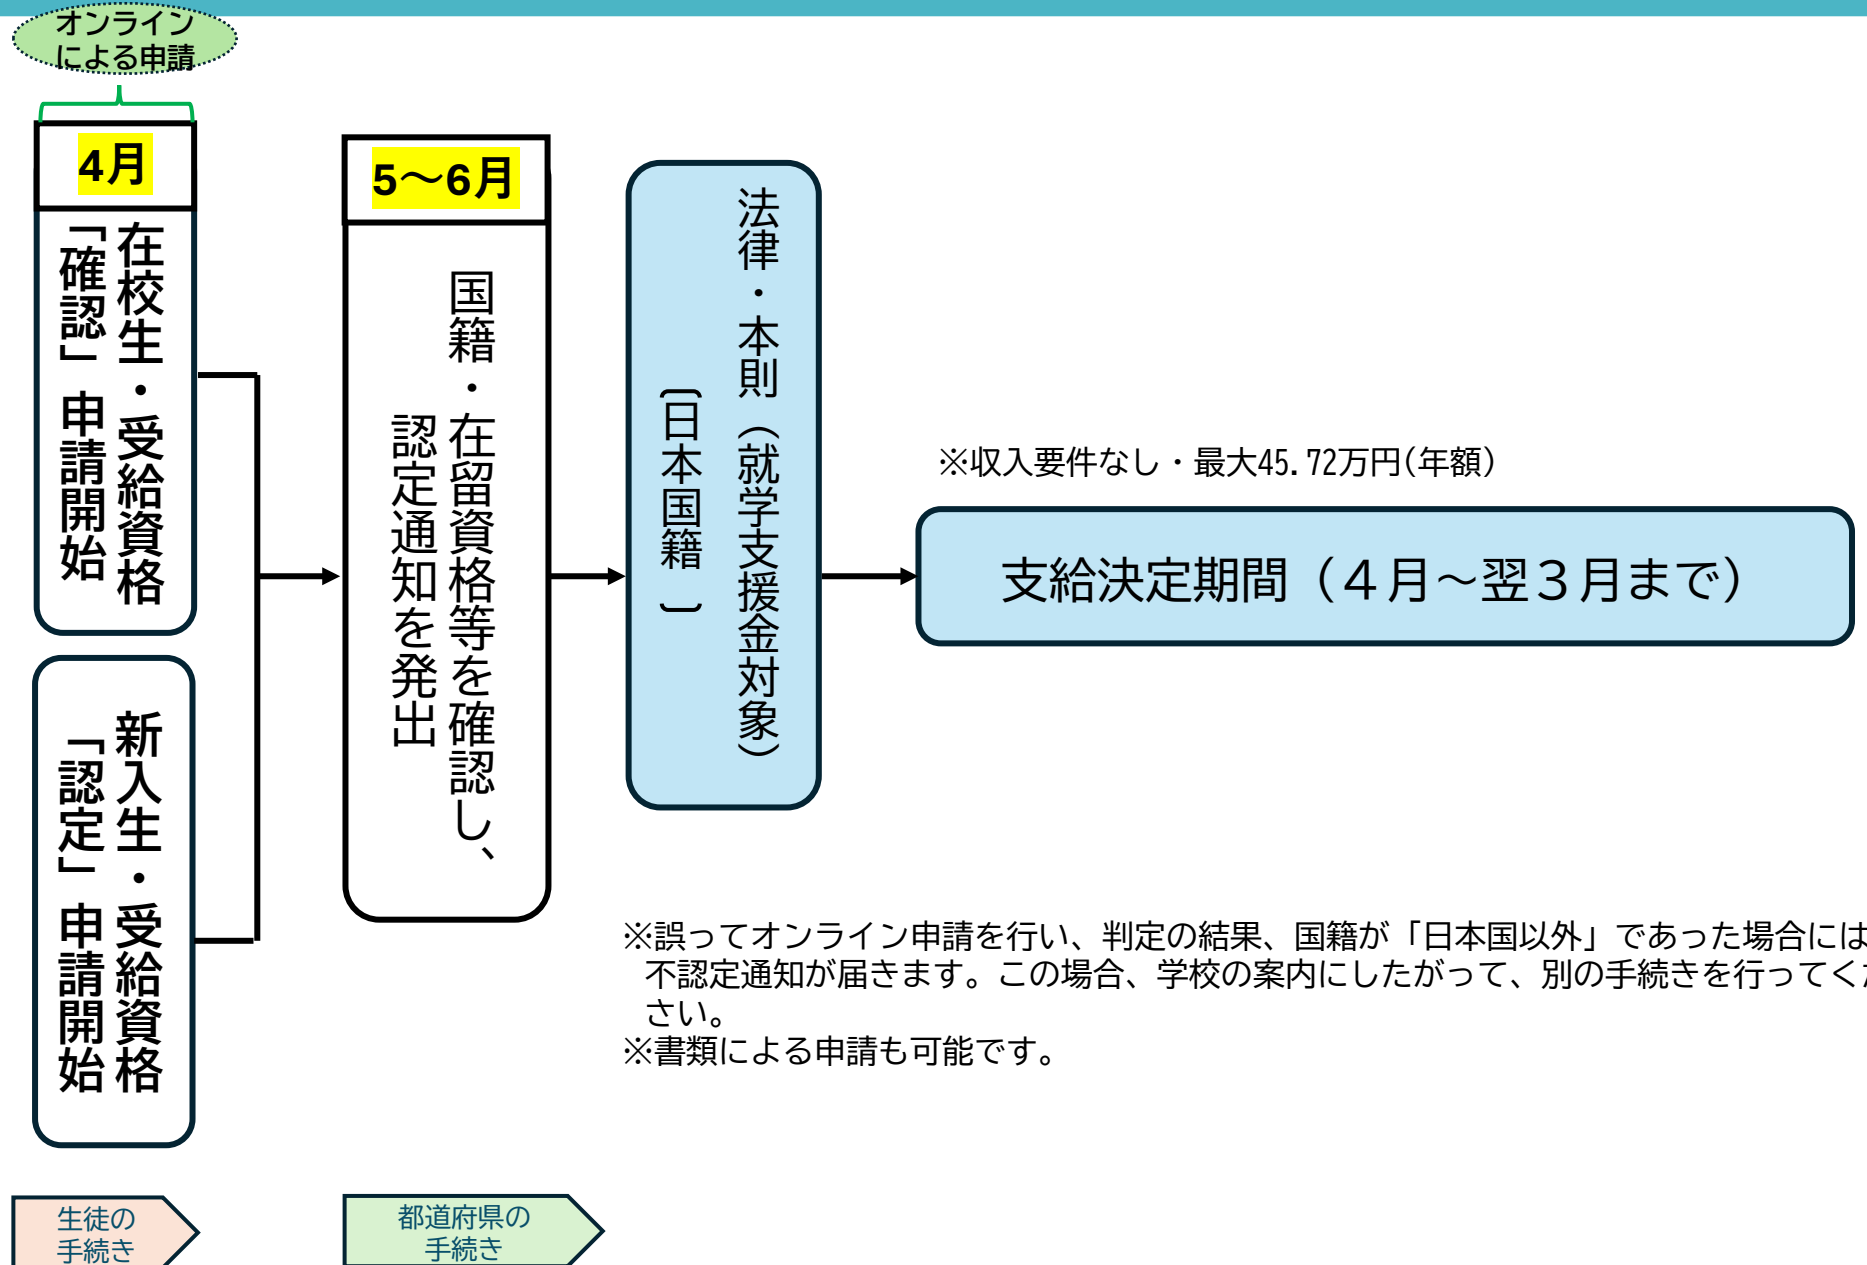 オンライン
による申請
4月
在校生・受給資格
「確認」申請開始
新入生・受給資格
「認定」申請開始
5～6月
国籍・在留資格等を確認し、
認定通知を発出
法律・本則（就学支援金対象）
〔日本国籍　〕
※収入要件なし・最大45.72万円(年額)
支給決定期間（４月～翌３月まで）
※誤ってオンライン申請を行い、判定の結果、国籍が「日本国以外」であった場合には
不認定通知が届きます。この場合、学校の案内にしたがって、別の手続きを行ってくだ
さい。
※書類による申請も可能です。
生徒の
手続き
都道府県の
手続き